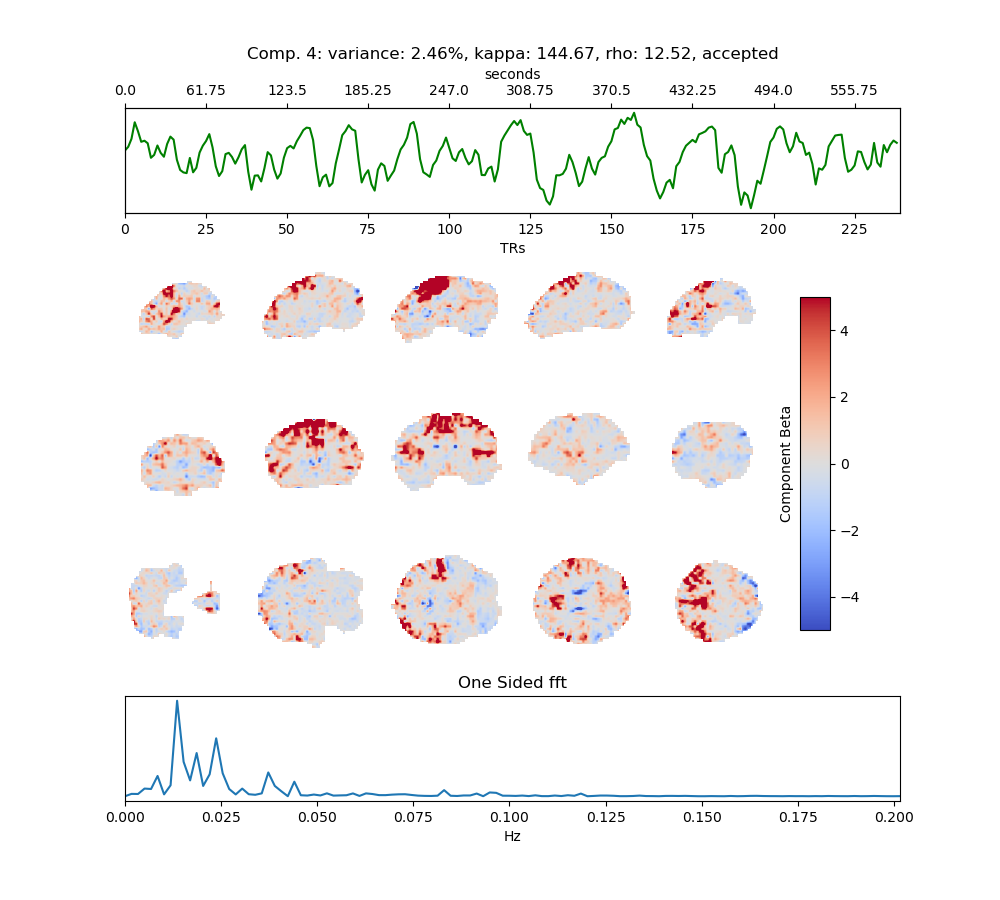 Comp. 4: variance: 2.46%, kappa: 144.67, rho: 12.52, accepted
seconds
0.0 61.75 123.5 185.25 247.0 308.75 370.5 432.25 494.0 555.75
0 25 50 75 100 125 150 175 200 225
TRs
4
2
0
−2
−4
Component Beta
One Sided fft
0.000 0.025 0.050 0.075 0.100 0.125 0.150 0.175 0.200
Hz